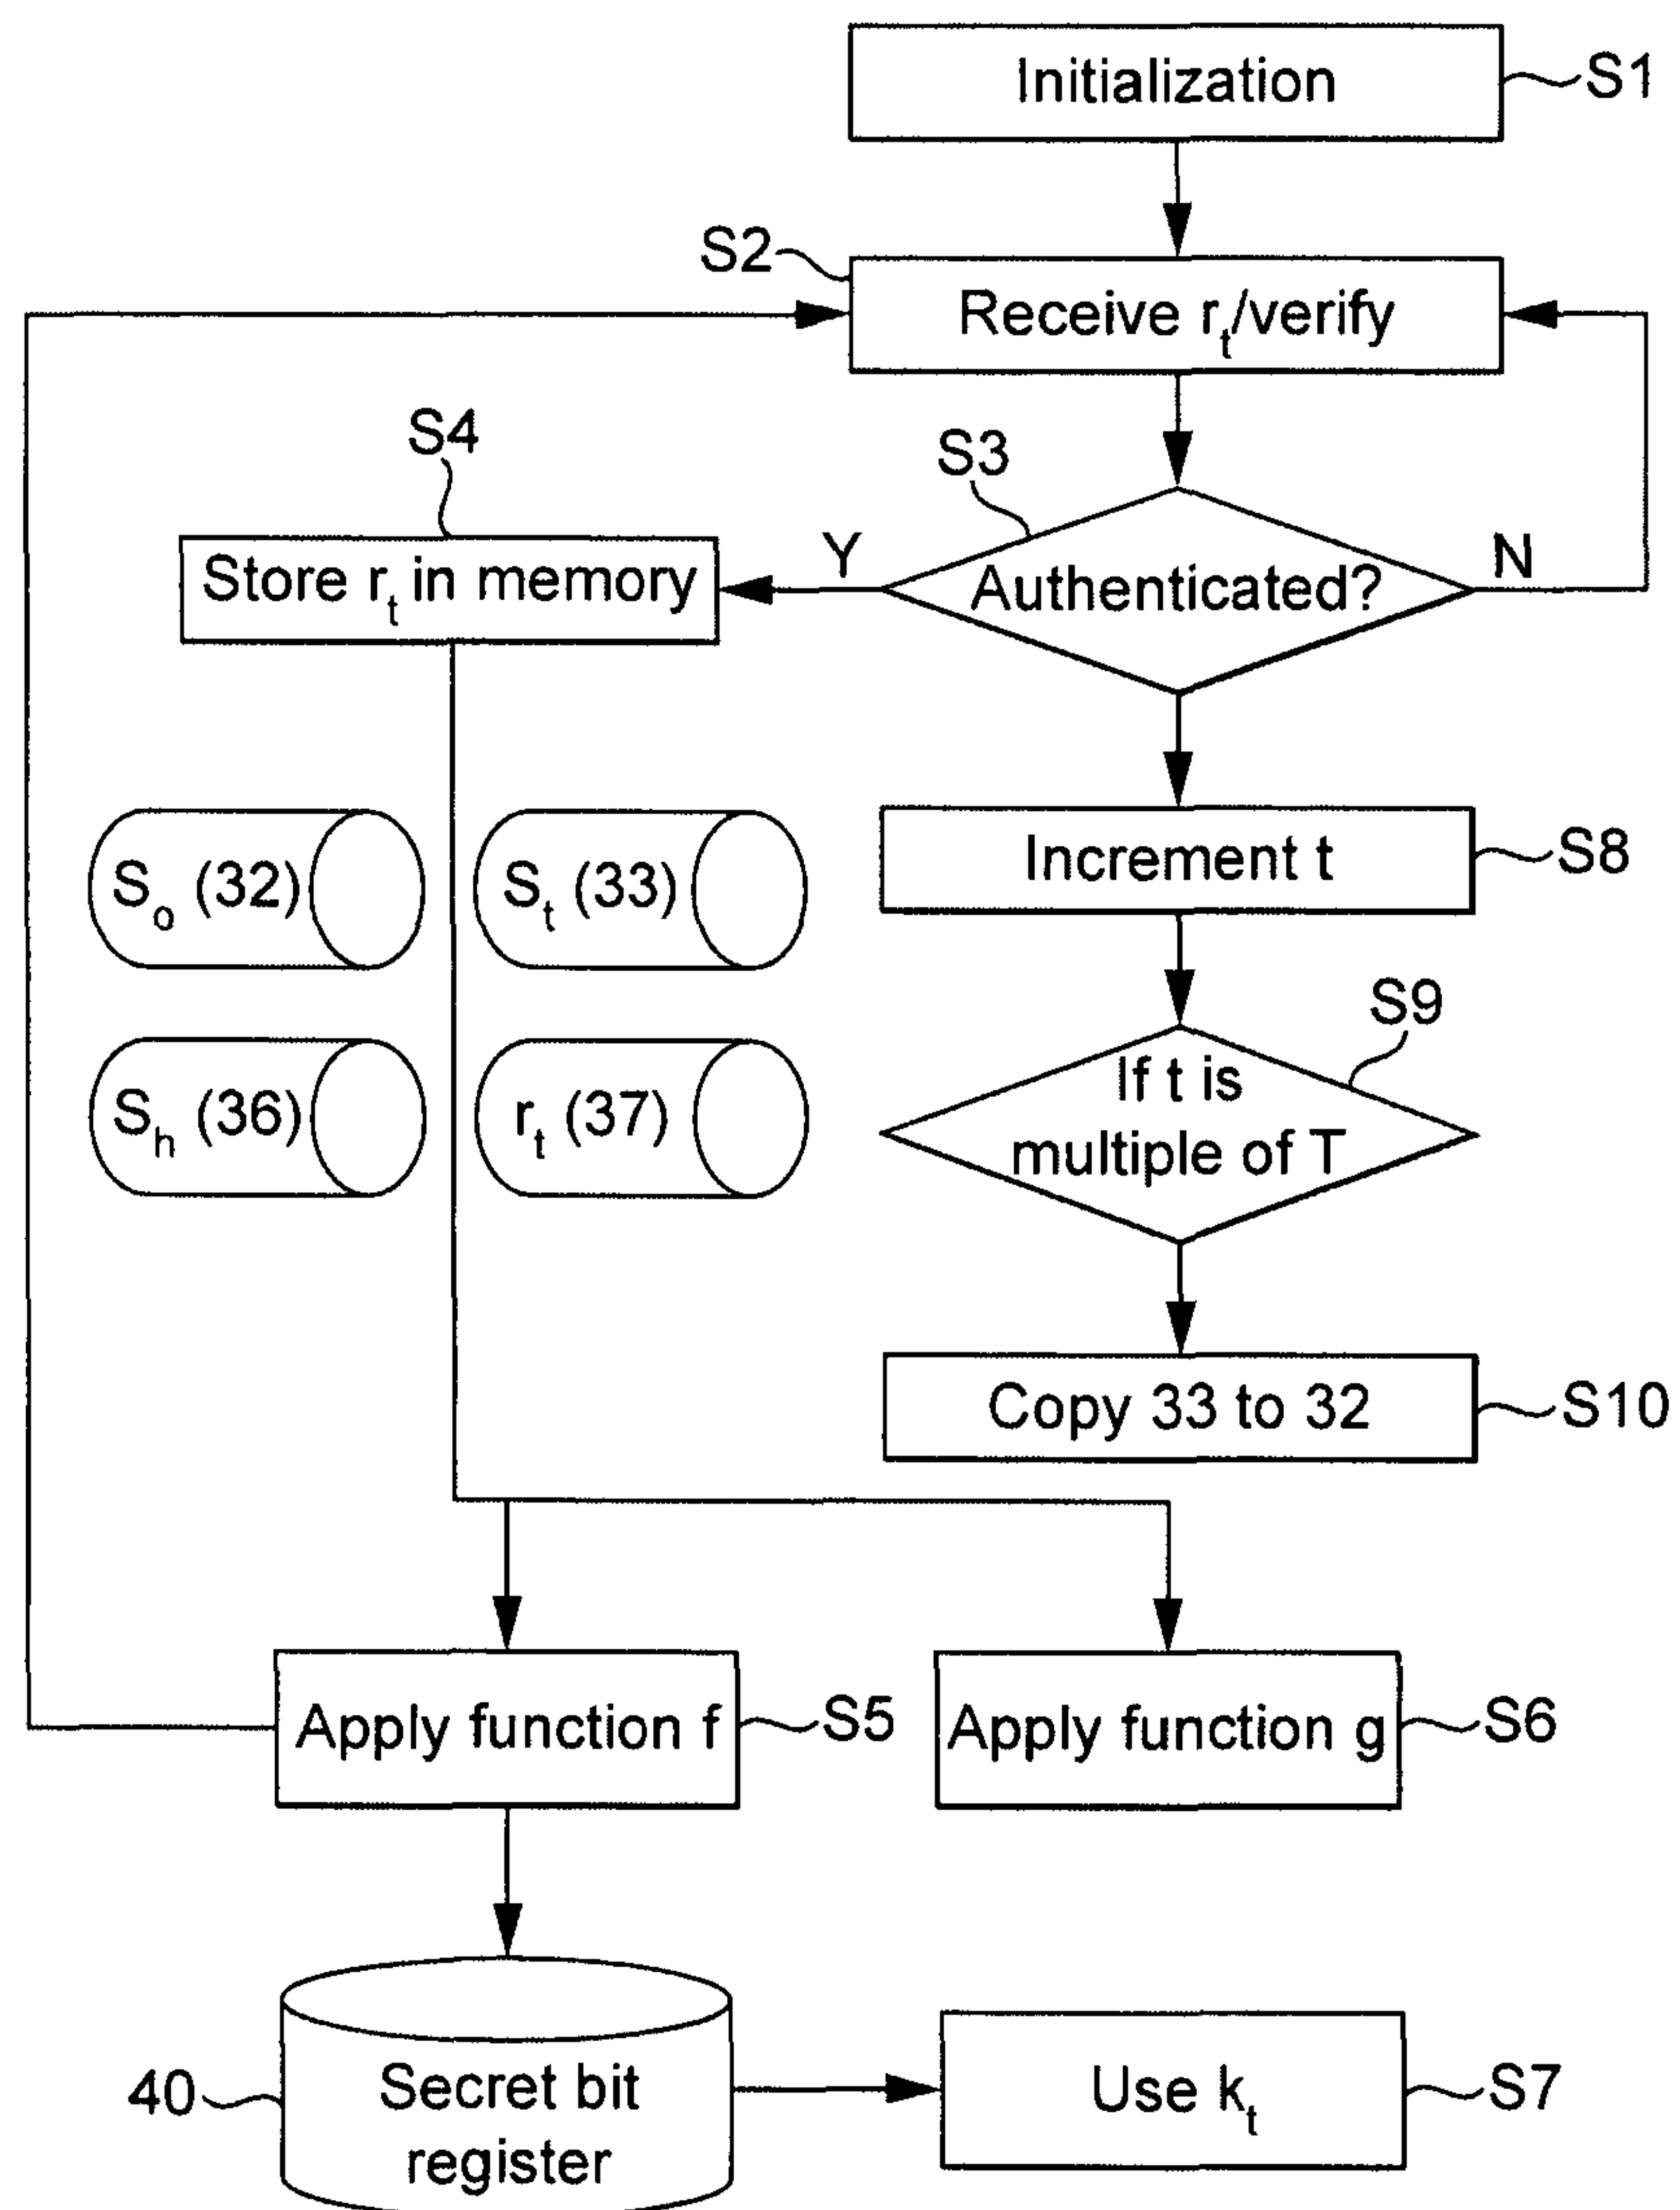 Initialization
S1
S2
Receive rₜ/verify
S4
S3
Store rₜ in memory
Y
Authenticated?
N
Sₒ (32)
Sₜ (33)
Increment t
S8
S9
Sₕ (36)
rₜ (37)
If t is
multiple of T
Copy 33 to 32
S10
Apply function f
S5
Apply function g
S6
40
Secret bit
register
Use kₜ
S7